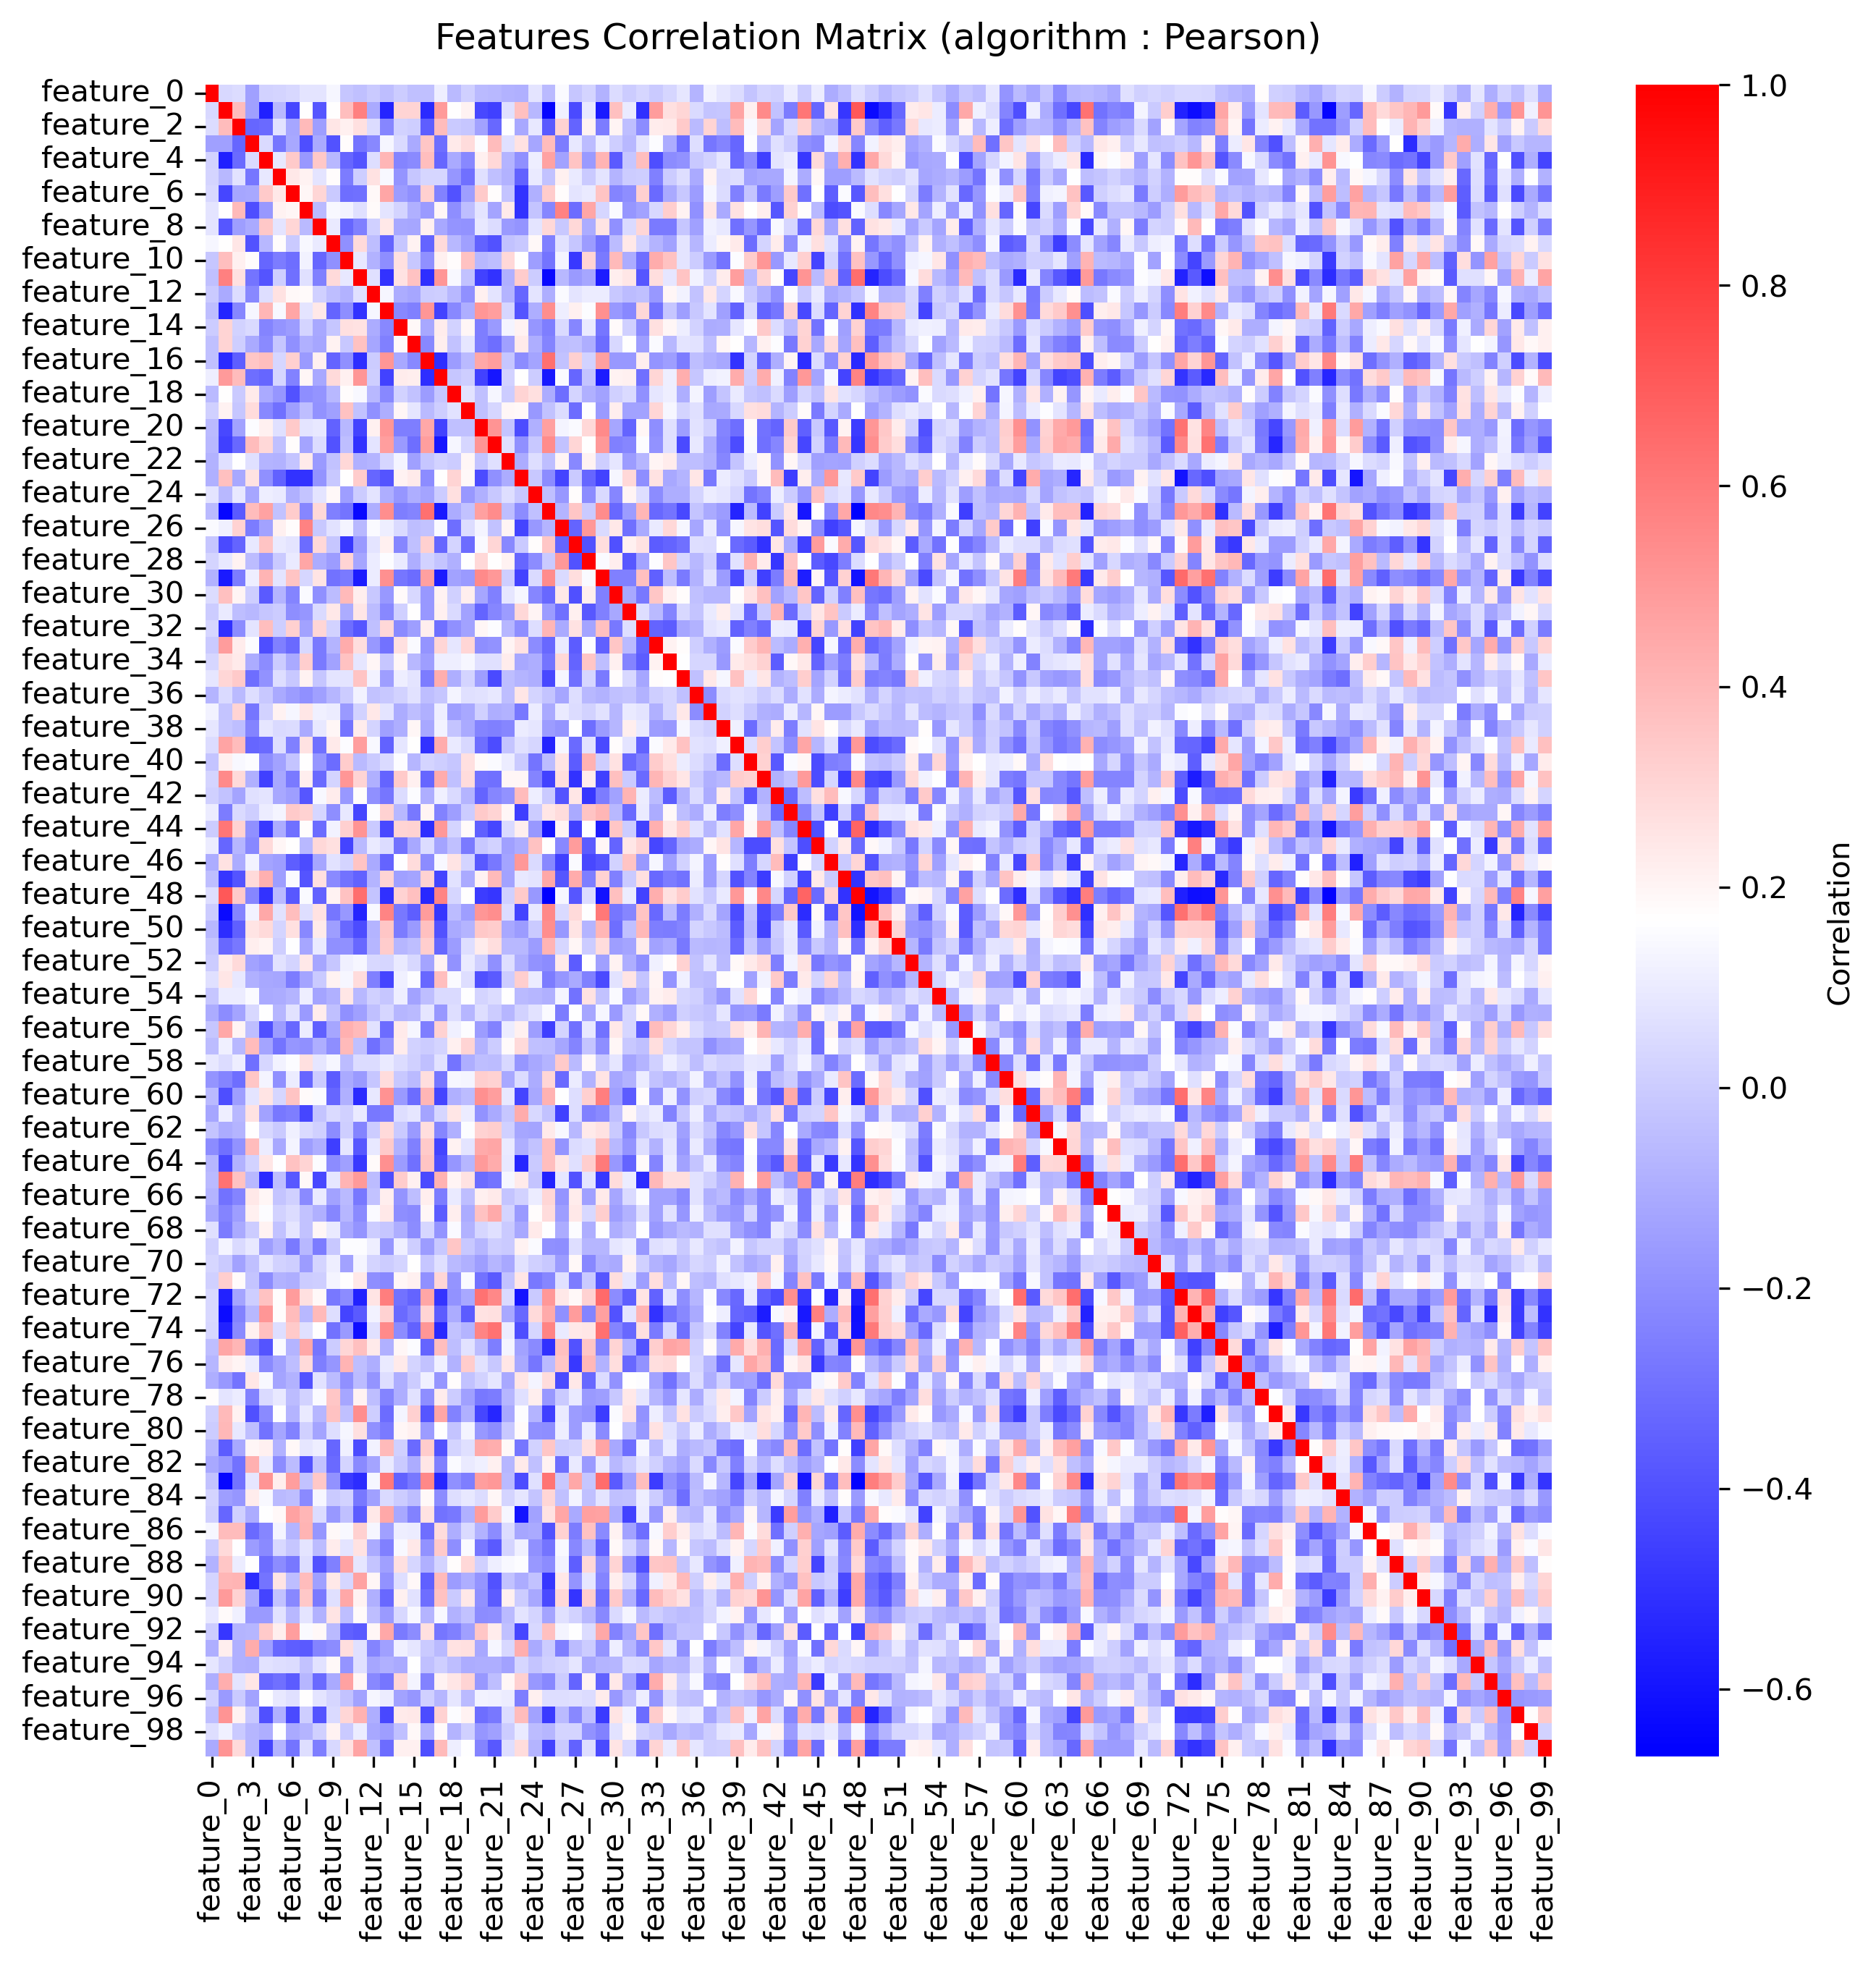 Features Correlation Matrix (algorithm : Pearson)
feature_0
feature_2
feature_4
feature_6
feature_8
feature_10
feature_12
feature_14
feature_16
feature_18
feature_20
feature_22
feature_24
feature_26
feature_28
feature_30
feature_32
feature_34
feature_36
feature_38
feature_40
feature_42
feature_44
feature_46
feature_48
feature_50
feature_52
feature_54
feature_56
feature_58
feature_60
feature_62
feature_64
feature_66
feature_68
feature_70
feature_72
feature_74
feature_76
feature_78
feature_80
feature_82
feature_84
feature_86
feature_88
feature_90
feature_92
feature_94
feature_96
feature_98
feature_0
feature_3
feature_6
feature_9
feature_12
feature_15
feature_18
feature_21
feature_24
feature_27
feature_30
feature_33
feature_36
feature_39
feature_42
feature_45
feature_48
feature_51
feature_54
feature_57
feature_60
feature_63
feature_66
feature_69
feature_72
feature_75
feature_78
feature_81
feature_84
feature_87
feature_90
feature_93
feature_96
feature_99
1.0
0.8
0.6
0.4
0.2
0.0
−0.2
−0.4
−0.6
Correlation